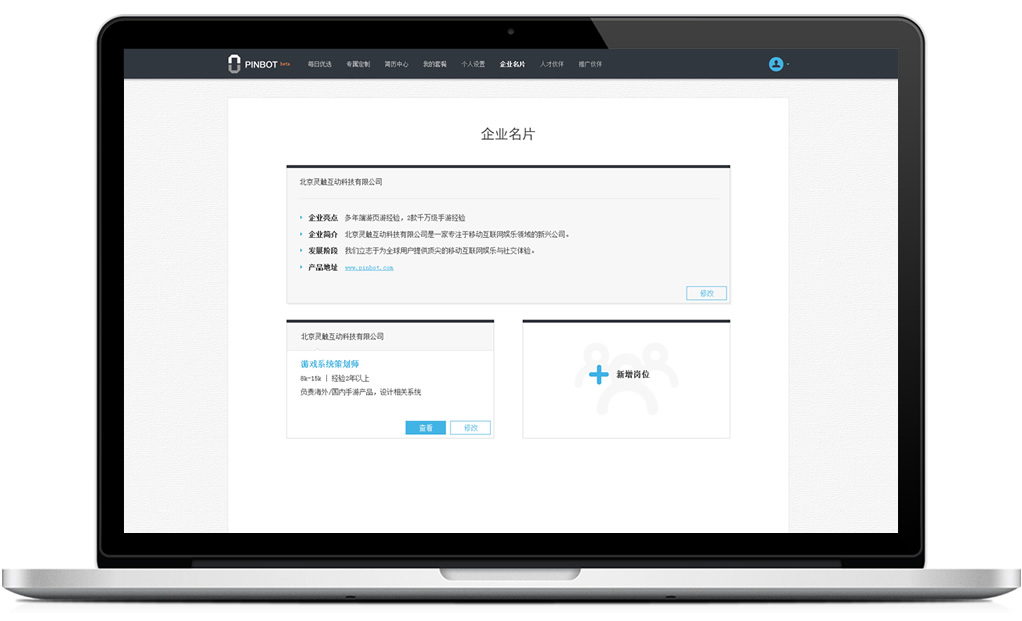 PINBOT beta 每日优选 专属定制 简历中心 我的套餐 个人设置 企业名片 人才伙伴 推广伙伴
企业名片
北京灵触互动科技有限公司
企业亮点 多年端游页游经验，2款千万级手游经验
企业简介 北京灵触互动科技有限公司是一家专注于移动互联网娱乐领域的新兴公司。
发展阶段 我们立志于为全球用户提供顶尖的移动互联网娱乐与社交体验。
产品地址 www.pinbot.com
修改
北京灵触互动科技有限公司
游戏系统策划师
8k-15k | 经验2年以上
负责海外/国内手游产品，设计相关系统
查看 修改
新增岗位